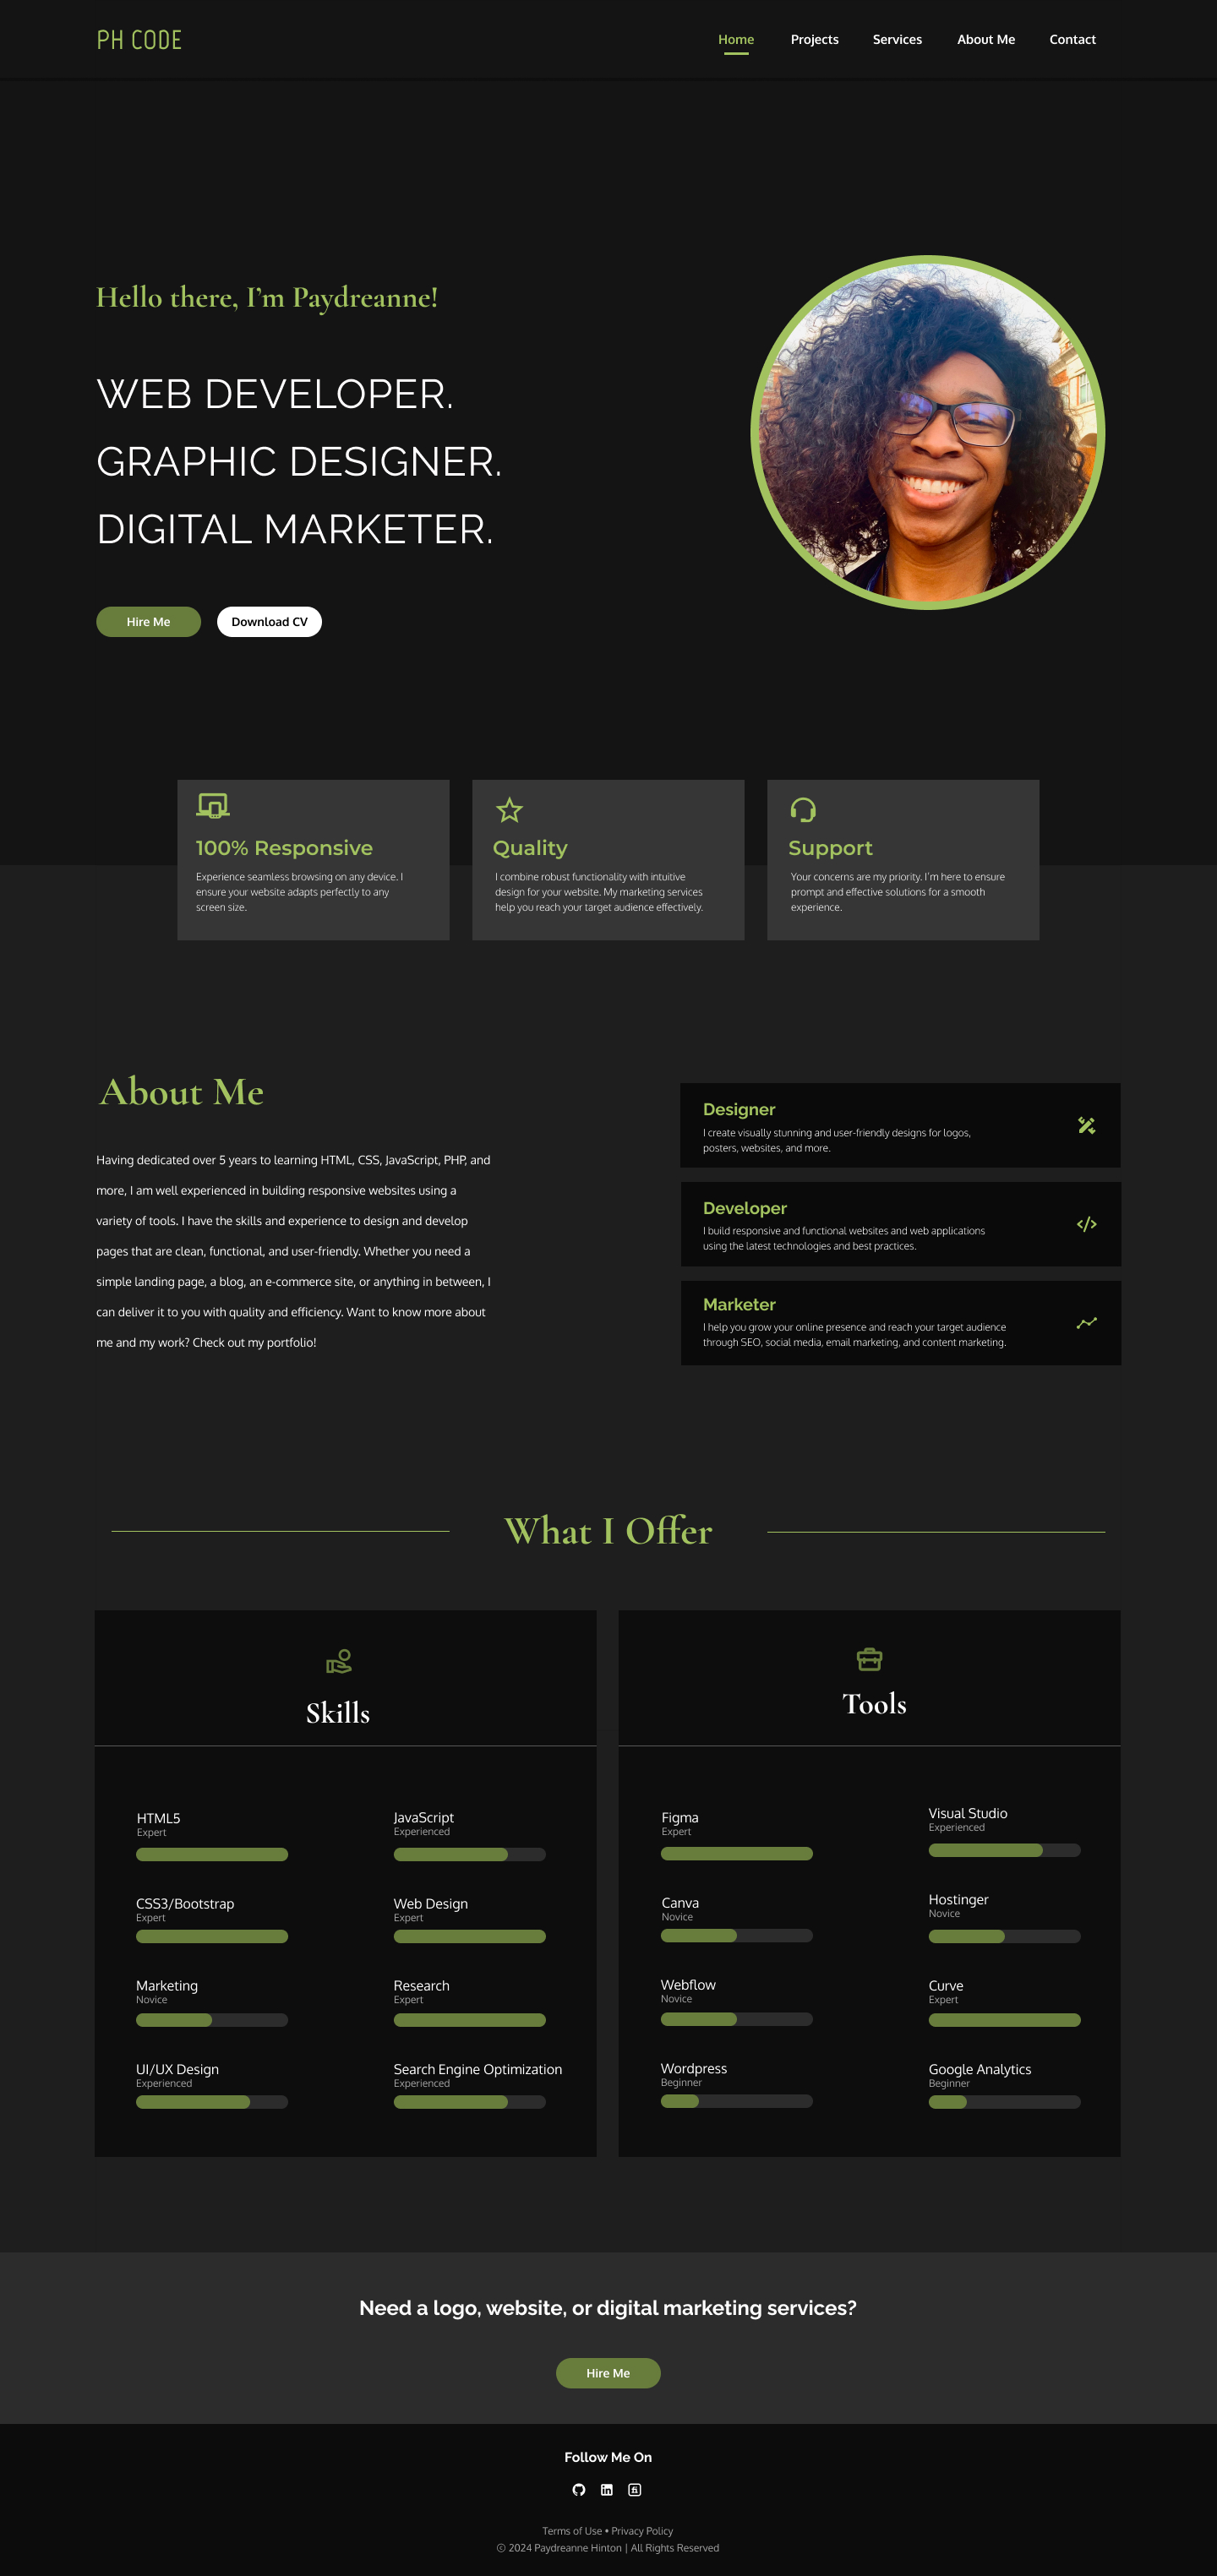 PH CODE
Home Projects Services About Me Contact
Hello there, I’m Paydreanne!
WEB DEVELOPER.
GRAPHIC DESIGNER.
DIGITAL MARKETER.
Hire Me
Download CV
100% Responsive
Experience seamless browsing on any device. I
ensure your website adapts perfectly to any
screen size.
Quality
I combine robust functionality with intuitive
design for your website. My marketing services
help you reach your target audience effectively.
Support
Your concerns are my priority. I’m here to ensure
prompt and effective solutions for a smooth
experience.
About Me
Having dedicated over 5 years to learning HTML, CSS, JavaScript, PHP, and
more, I am well experienced in building responsive websites using a
variety of tools. I have the skills and experience to design and develop
pages that are clean, functional, and user-friendly. Whether you need a
simple landing page, a blog, an e-commerce site, or anything in between, I
can deliver it to you with quality and efficiency. Want to know more about
me and my work? Check out my portfolio!
Designer
I create visually stunning and user-friendly designs for logos,
posters, websites, and more.
Developer
I build responsive and functional websites and web applications
using the latest technologies and best practices.
Marketer
I help you grow your online presence and reach your target audience
through SEO, social media, email marketing, and content marketing.
What I Offer
Skills
HTML5
Expert
JavaScript
Experienced
CSS3/Bootstrap
Expert
Web Design
Expert
Marketing
Novice
Research
Expert
UI/UX Design
Experienced
Search Engine Optimization
Experienced
Tools
Figma
Expert
Visual Studio
Experienced
Canva
Novice
Hostinger
Novice
Webflow
Novice
Curve
Expert
Wordpress
Beginner
Google Analytics
Beginner
Need a logo, website, or digital marketing services?
Hire Me
Follow Me On
Terms of Use • Privacy Policy
© 2024 Paydreanne Hinton | All Rights Reserved